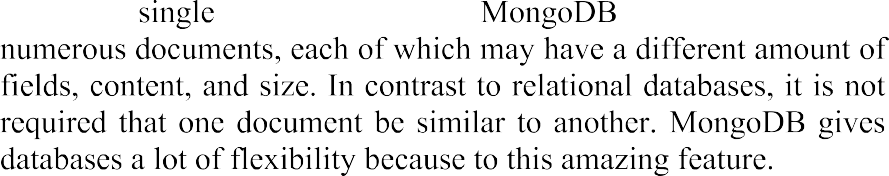 single MongoDB
numerous documents, each of which may have a different amount of
fields, content, and size. In contrast to relational databases, it is not
required that one document be similar to another. MongoDB gives
databases a lot of flexibility because to this amazing feature.